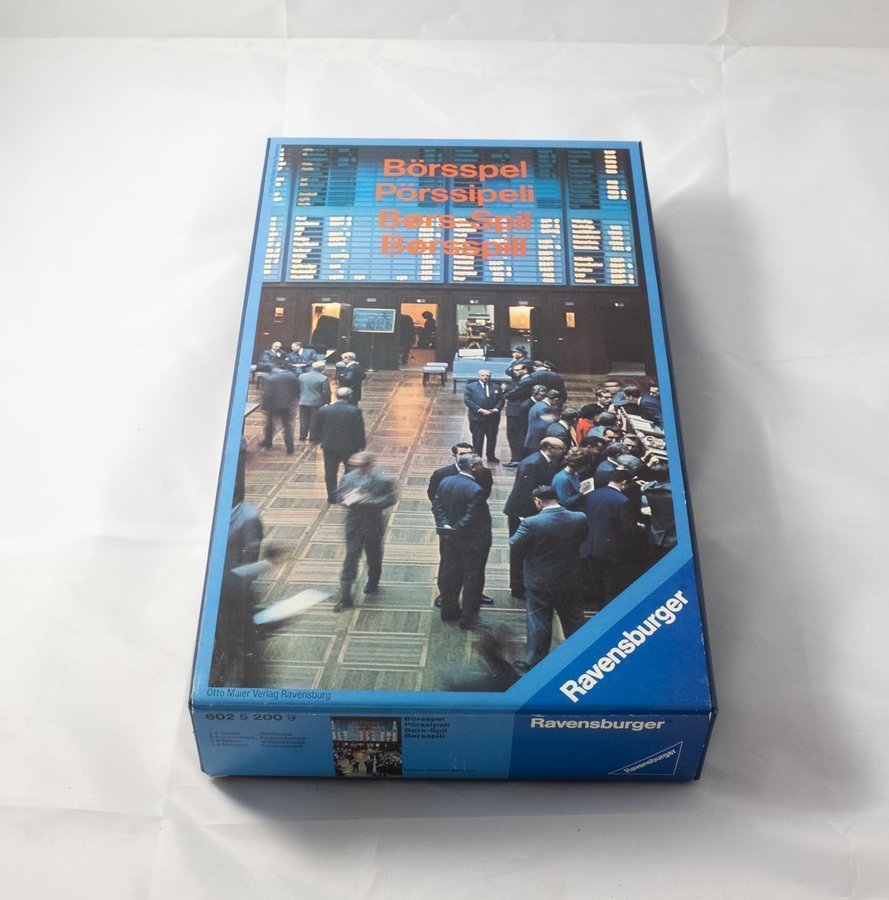 Börsspel
Pörssipeli
Børs-Spil
Børsspill
Ravensburger
Otto Maier Verlag Ravensburg
602 5 200 9
Börsspel
Pörssipeli
Børs-Spil
Børsspill
Ravensburger
Ravensburger